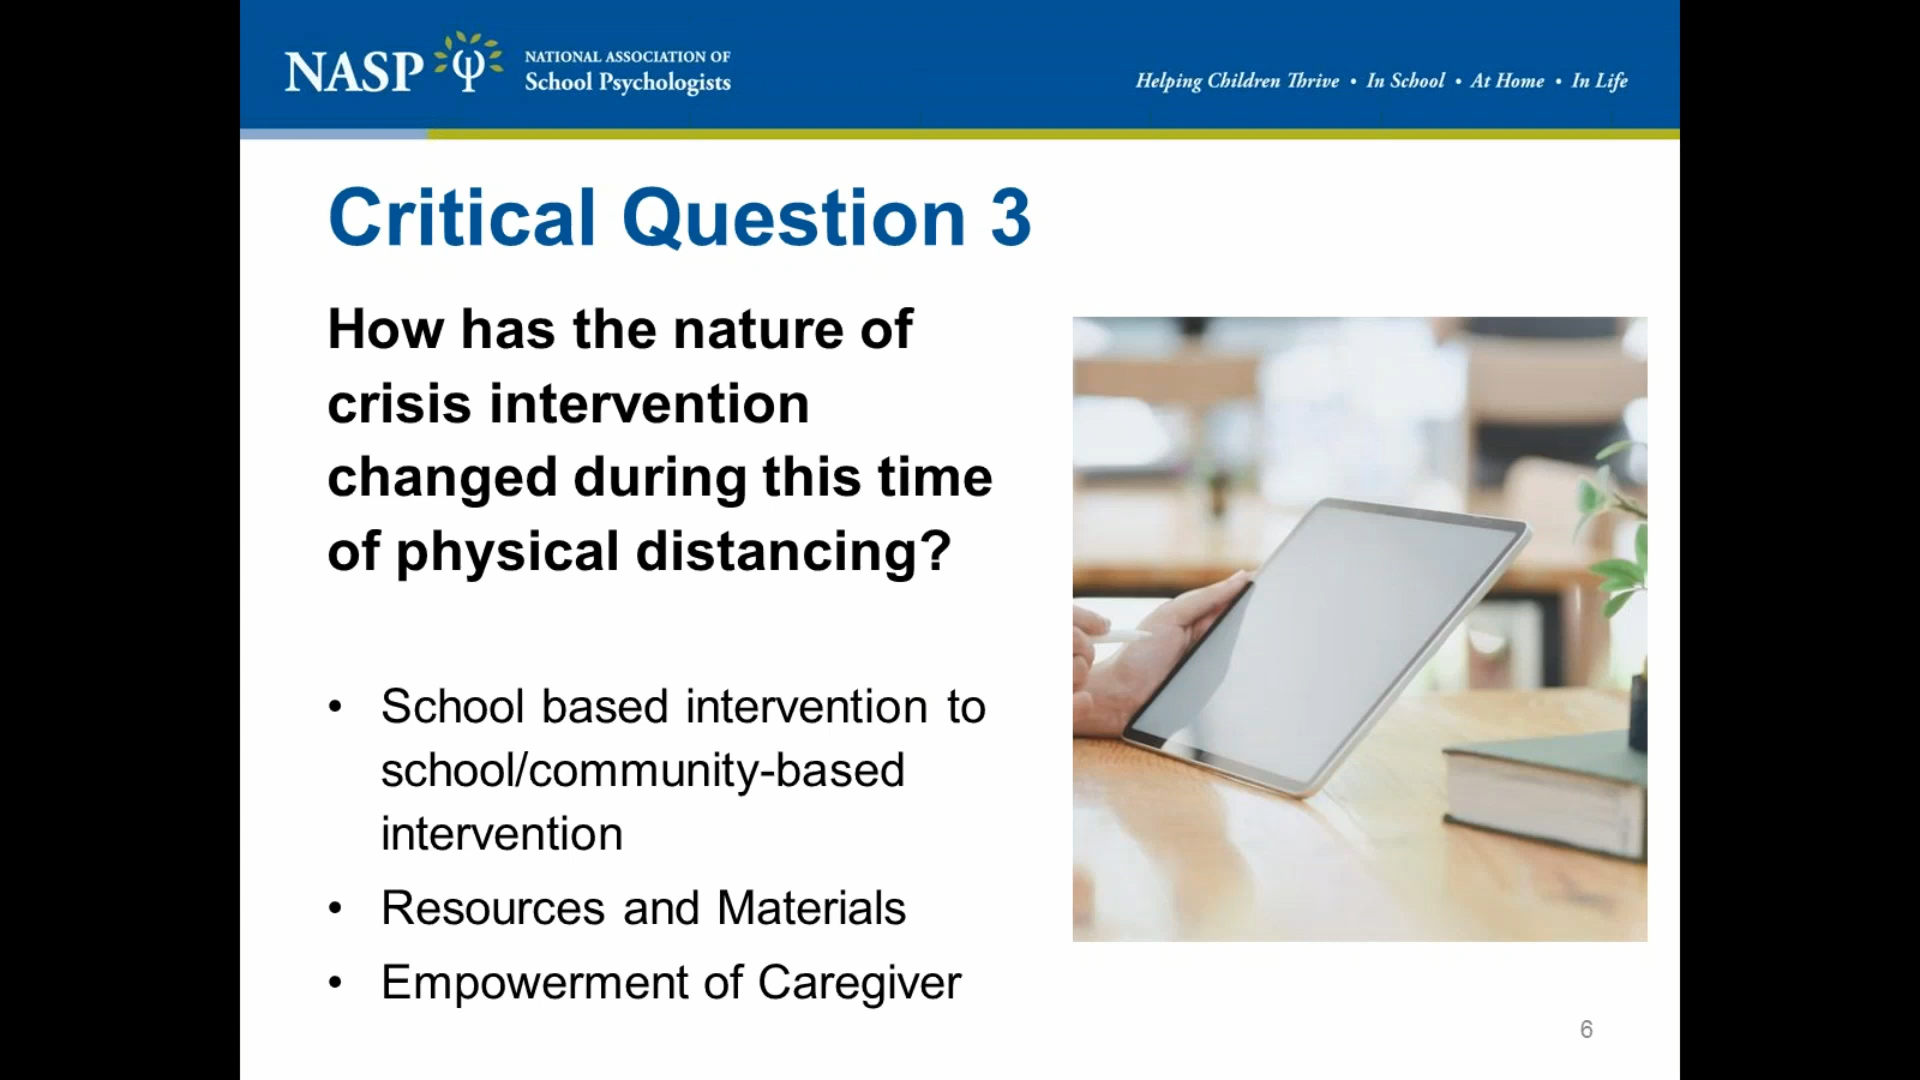 NASP
NATIONAL ASSOCIATION OF
School Psychologists
Helping Children Thrive • In School • At Home • In Life
Critical Question 3
How has the nature of
crisis intervention
changed during this time
of physical distancing?
• School based intervention to
school/community-based
intervention
• Resources and Materials
• Empowerment of Caregiver
6